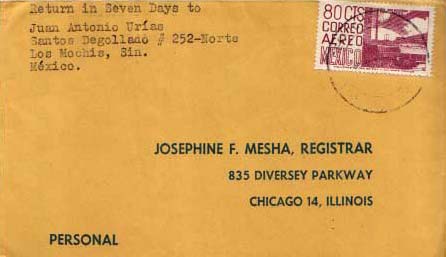 Return in Seven Days to
Juan Antonio Urías
Santos Degollado # 252-Norte
Los Mochis, Sin.
México.
80 CTS
CORREO
AEREO
MEXICO
JOSEPHINE F. MESHA, REGISTRAR
835 DIVERSEY PARKWAY
CHICAGO 14, ILLINOIS
PERSONAL